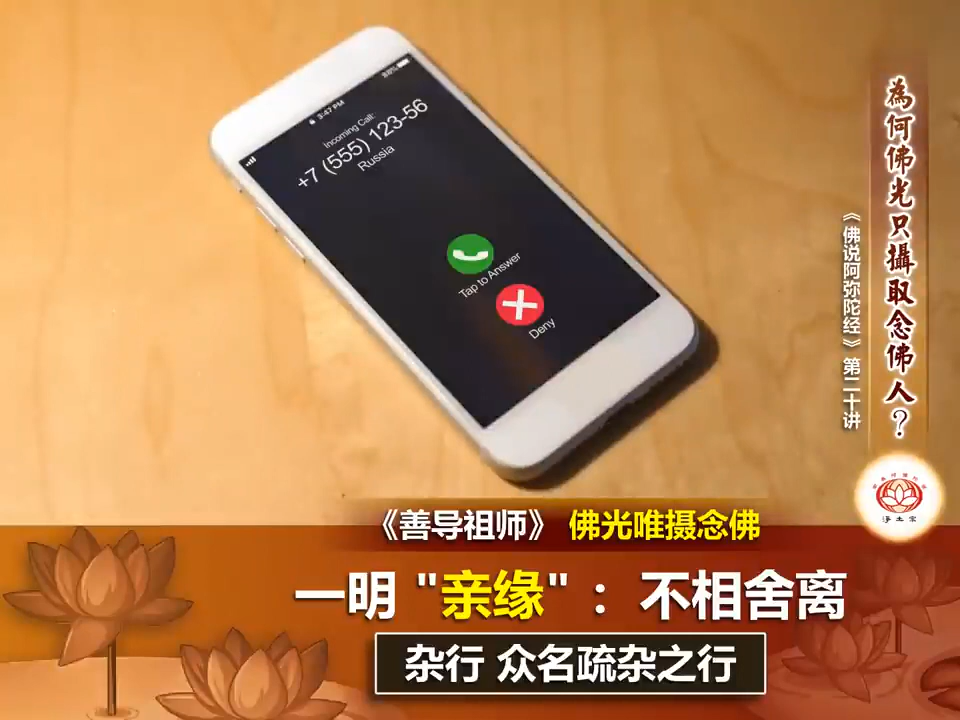 3:47 PM
Incoming Call:
+7 (555) 123-56
Russia
Tap to Answer
Deny
為何佛光只攝取念佛人？
《佛说阿弥陀经》第二十讲
淨土宗
《善导祖师》 佛光唯摄念佛
一明 "亲缘"：不相舍离
杂行 众名疏杂之行